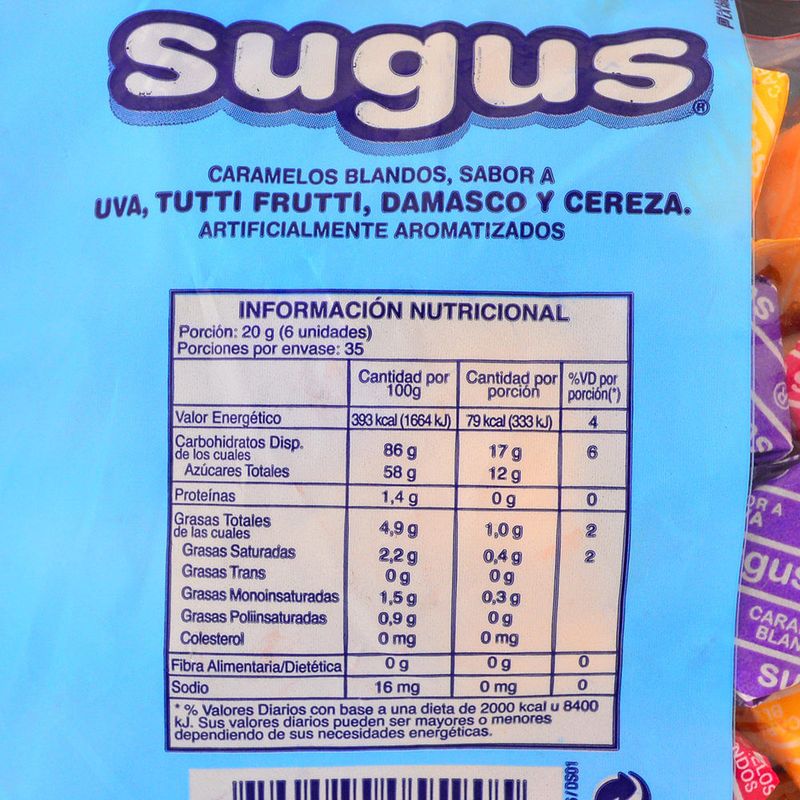 sugus®
CARAMELOS BLANDOS, SABOR A
UVA, TUTTI FRUTTI, DAMASCO Y CEREZA.
ARTIFICIALMENTE AROMATIZADOS
INFORMACIÓN NUTRICIONAL
Porción: 20 g (6 unidades)
Porciones por envase: 35
Cantidad por 100g Cantidad por porción %VD por porción(*)
Valor Energético 393 kcal (1664 kJ) 79 kcal (333 kJ) 4
Carbohidratos Disp. 86 g 17 g 6
de los cuales
Azúcares Totales 58 g 12 g
Proteínas 1,4 g 0 g 0
Grasas Totales 4,9 g 1,0 g 2
de las cuales
Grasas Saturadas 2,2 g 0,4 g 2
Grasas Trans 0 g 0 g
Grasas Monoinsaturadas 1,5 g 0,3 g
Grasas Poliinsaturadas 0,9 g 0 g
Colesterol 0 mg 0 mg
Fibra Alimentaria/Dietética 0 g 0 g 0
Sodio 16 mg 0 mg 0
* % Valores Diarios con base a una dieta de 2000 kcal u 8400
kJ. Sus valores diarios pueden ser mayores o menores
dependiendo de sus necesidades energéticas.